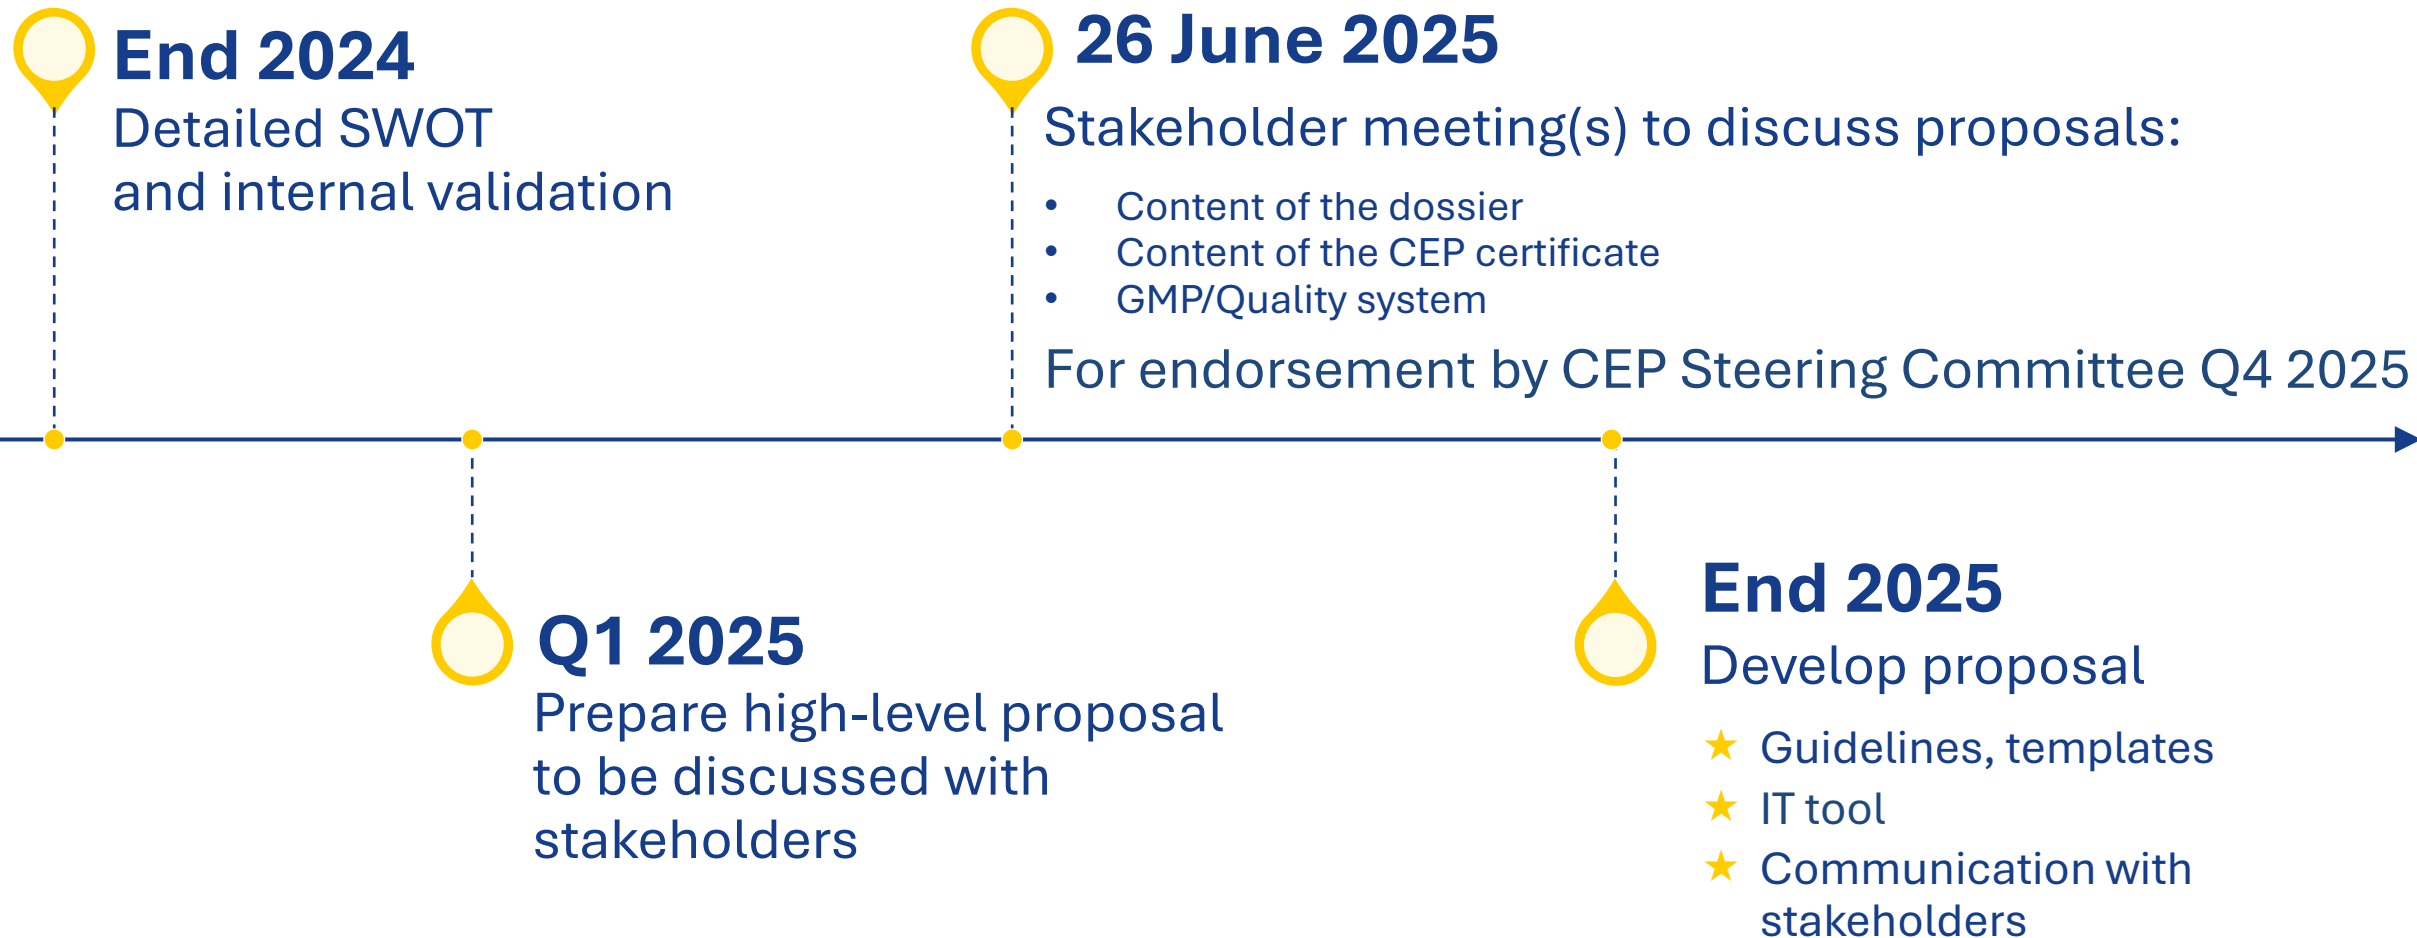 End 2024
Detailed SWOT
and internal validation
26 June 2025
Stakeholder meeting(s) to discuss proposals:
• Content of the dossier
• Content of the CEP certificate
• GMP/Quality system
For endorsement by CEP Steering Committee Q4 2025
Q1 2025
Prepare high-level proposal
to be discussed with
stakeholders
End 2025
Develop proposal
★ Guidelines, templates
★ IT tool
★ Communication with
stakeholders